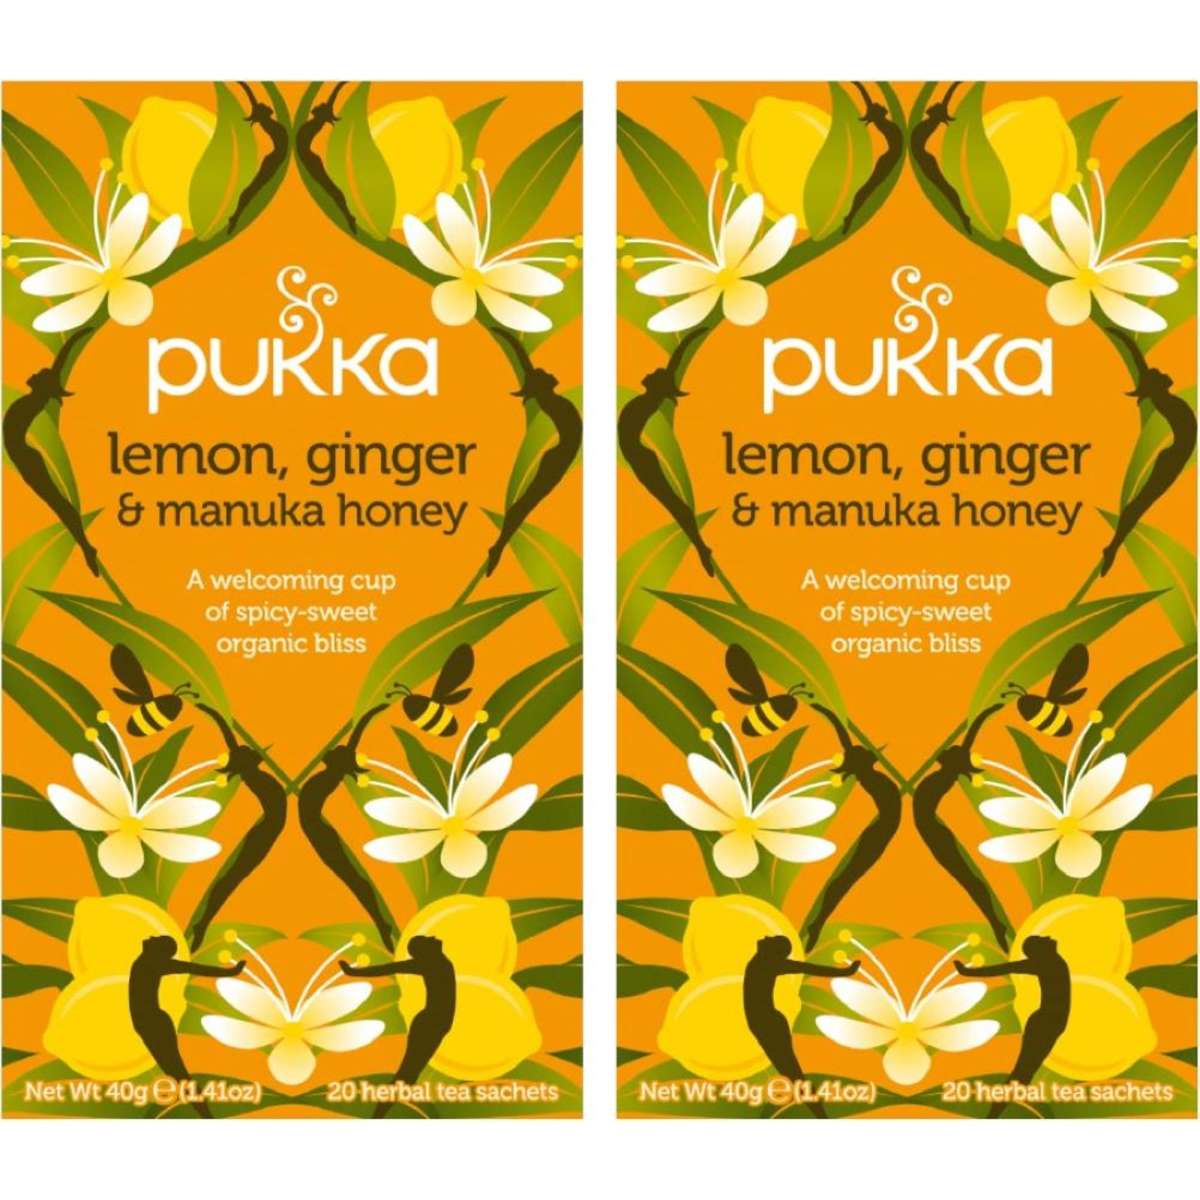 pukka
lemon, ginger
& manuka honey
A welcoming cup
of spicy-sweet
organic bliss
Net Wt 40g ℮ (1.41oz) 20 herbal tea sachets
pukka
lemon, ginger
& manuka honey
A welcoming cup
of spicy-sweet
organic bliss
Net Wt 40g ℮ (1.41oz) 20 herbal tea sachets